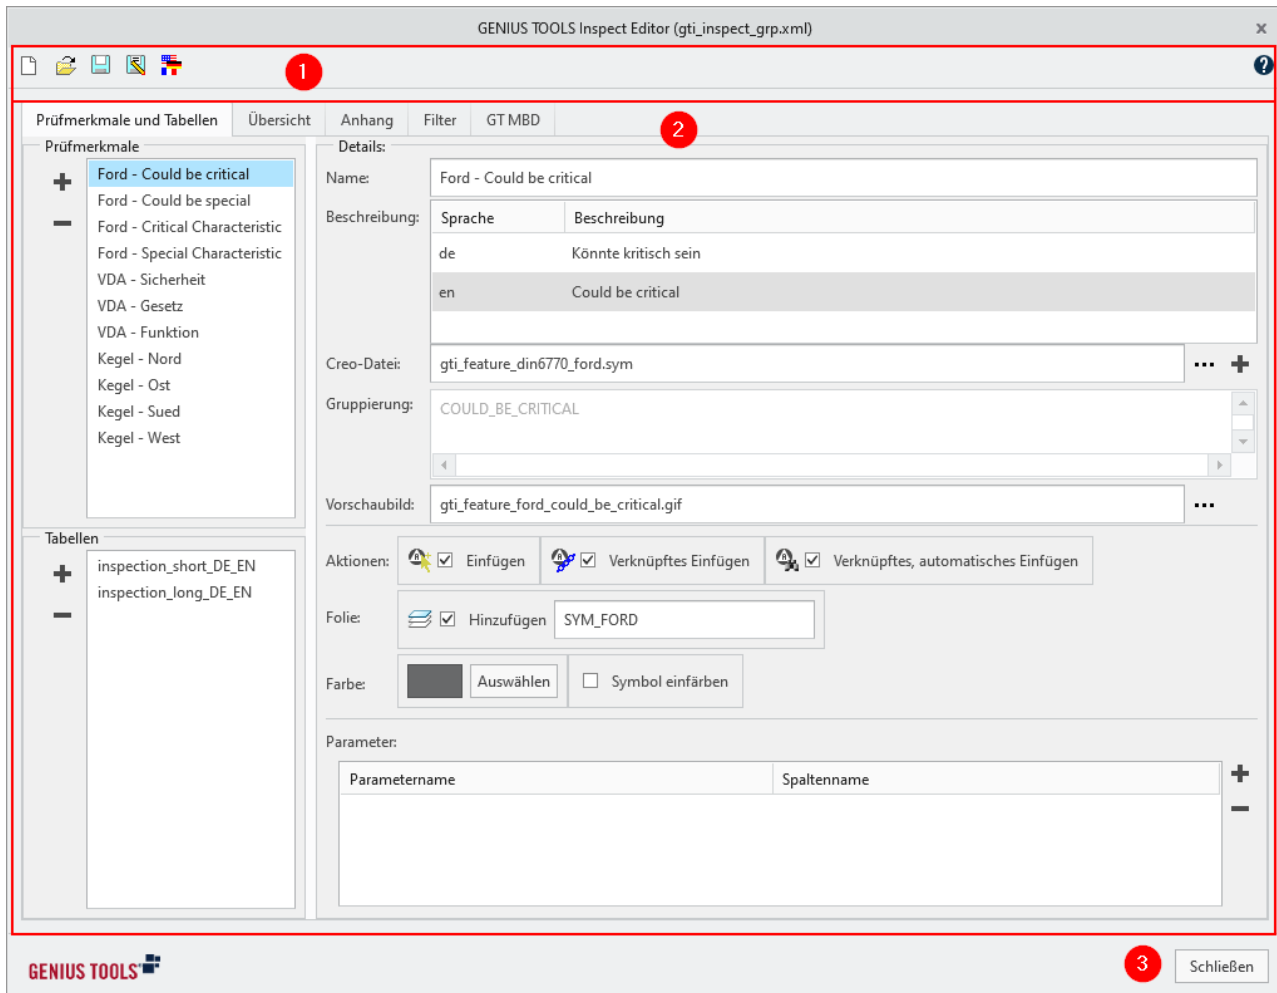 GENIUS TOOLS Inspect Editor (gti_inspect_grp.xml)
1
Prüfmerkmale und Tabellen Übersicht Anhang Filter GT MBD
2
Prüfmerkmale
Ford - Could be critical
Ford - Could be special
Ford - Critical Characteristic
Ford - Special Characteristic
VDA - Sicherheit
VDA - Gesetz
VDA - Funktion
Kegel - Nord
Kegel - Ost
Kegel - Sued
Kegel - West
Tabellen
inspection_short_DE_EN
inspection_long_DE_EN
Details:
Name: Ford - Could be critical
Beschreibung: Sprache Beschreibung
de Könnte kritisch sein
en Could be critical
Creo-Datei: gti_feature_din6770_ford.sym
Gruppierung: COULD_BE_CRITICAL
Vorschaubild: gti_feature_ford_could_be_critical.gif
Aktionen: Einfügen Verknüpftes Einfügen Verknüpftes, automatisches Einfügen
Folie: Hinzufügen SYM_FORD
Farbe: Auswählen Symbol einfärben
Parameter:
Parametername Spaltenname
GENIUS TOOLS
3
Schließen